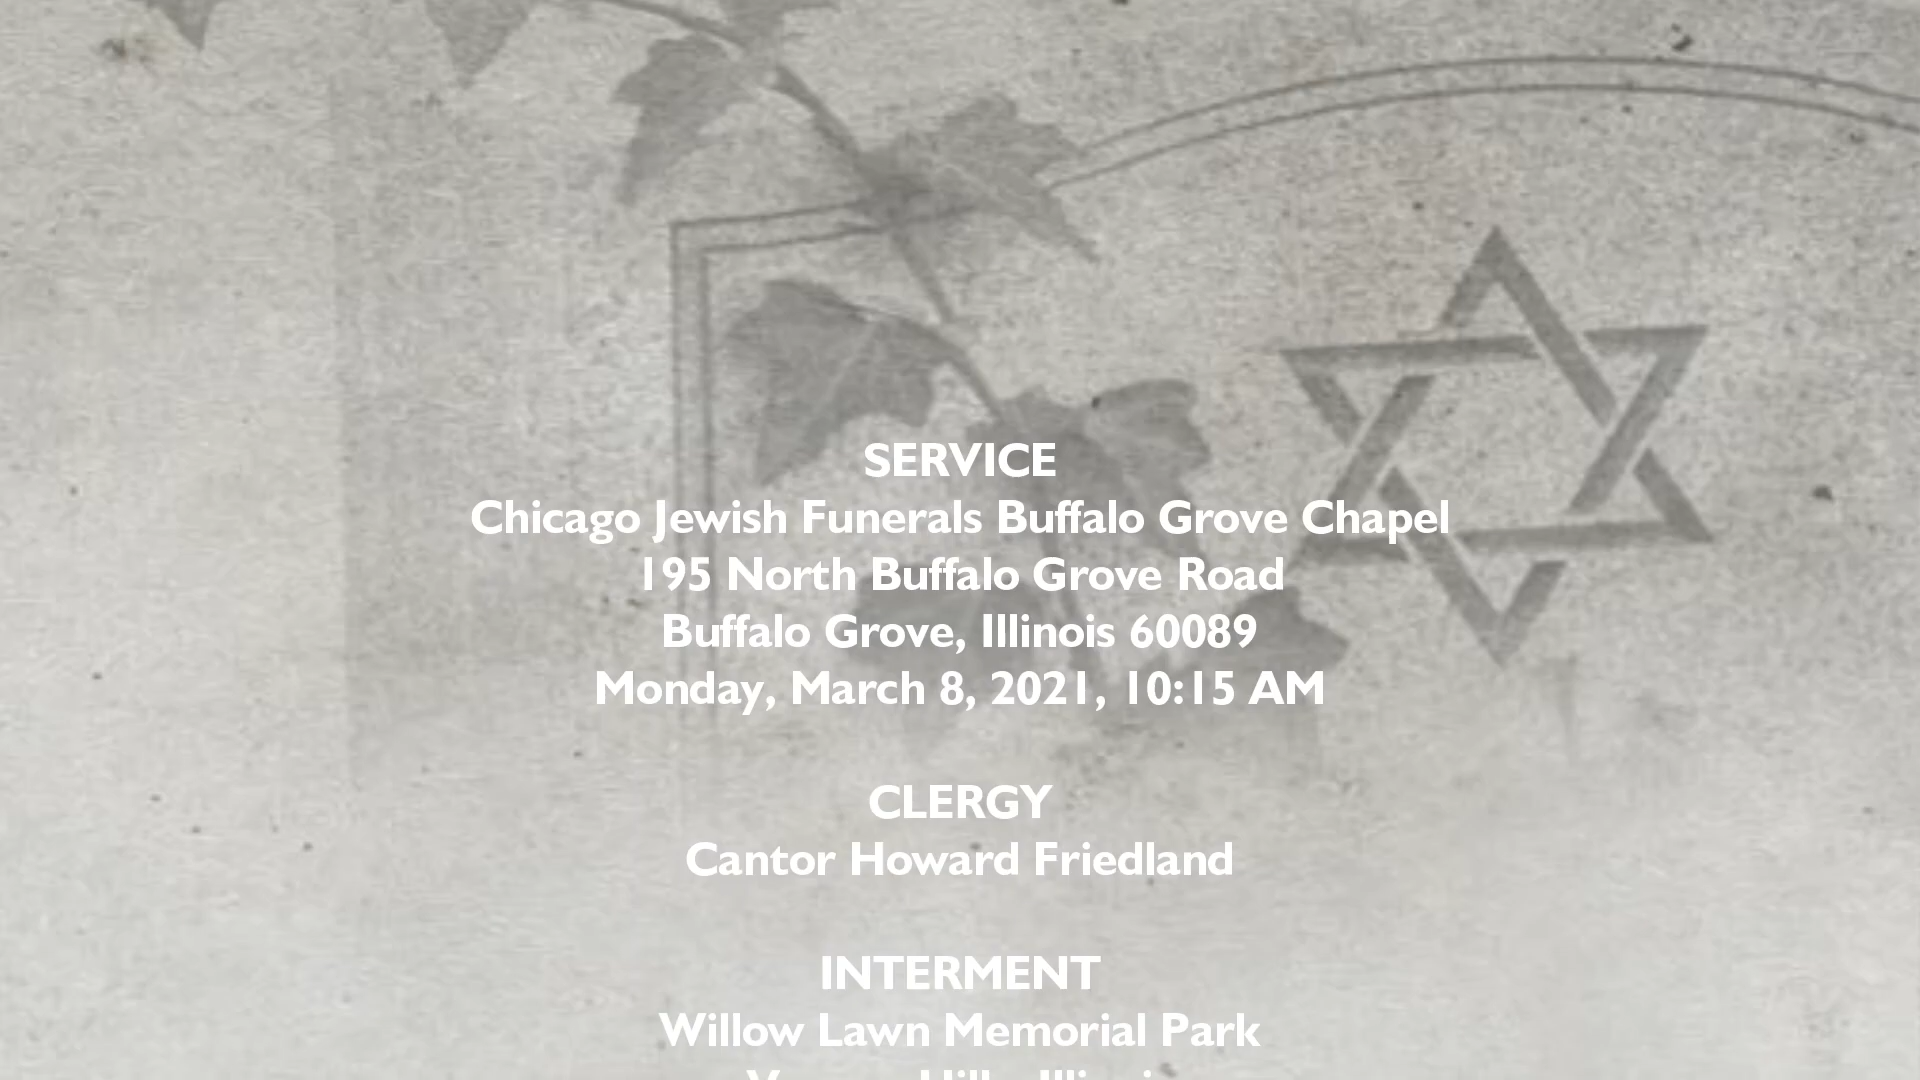 SERVICE
Chicago Jewish Funerals Buffalo Grove Chapel
195 North Buffalo Grove Road
Buffalo Grove, Illinois 60089
Monday, March 8, 2021, 10:15 AM
CLERGY
Cantor Howard Friedland
INTERMENT
Willow Lawn Memorial Park